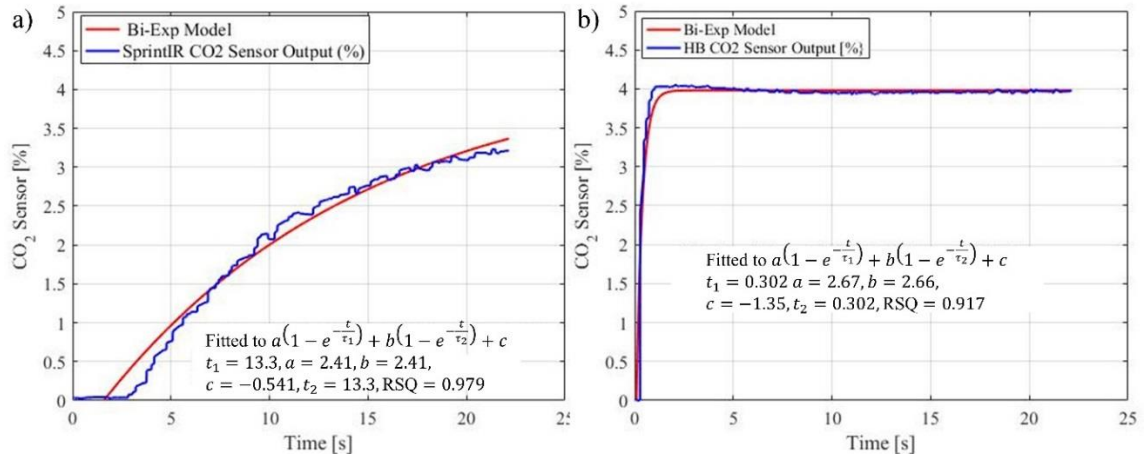 a)
Bi-Exp Model
SprintIR CO2 Sensor Output (%)
5
4.5
4
3.5
3
2.5
2
1.5
1
0.5
0
CO₂ Sensor [%]
Fitted to a(1 − e^{−t/τ₁}) + b(1 − e^{−t/τ₂}) + c
t₁ = 13.3, a = 2.41, b = 2.41,
c = −0.541, t₂ = 13.3, RSQ = 0.979
0 5 10 15 20 25
Time [s]
b)
Bi-Exp Model
HB CO2 Sensor Output [%}
5
4.5
4
3.5
3
2.5
2
1.5
1
0.5
0
CO₂ Sensor [%]
Fitted to a(1 − e^{−t/τ₁}) + b(1 − e^{−t/τ₂}) + c
t₁ = 0.302 a = 2.67, b = 2.66,
c = −1.35, t₂ = 0.302, RSQ = 0.917
0 5 10 15 20 25
Time [s]